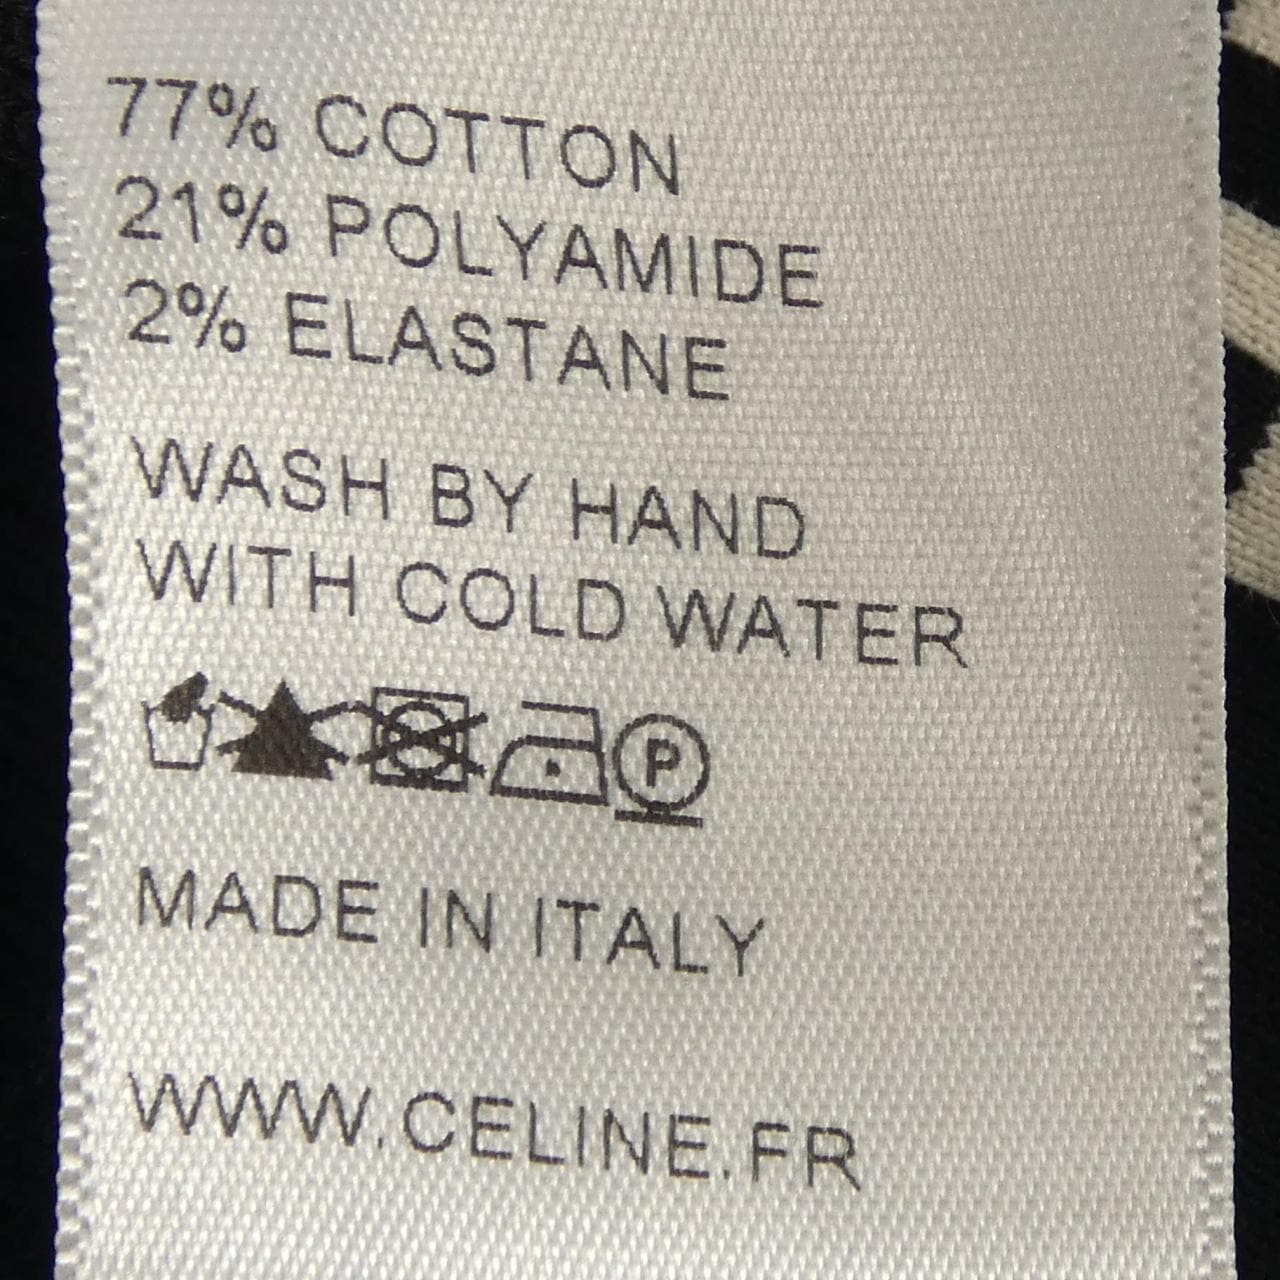 77% COTTON
21% POLYAMIDE
2% ELASTANE
WASH BY HAND
WITH COLD WATER
P
MADE IN ITALY
WWW.CELINE.FR